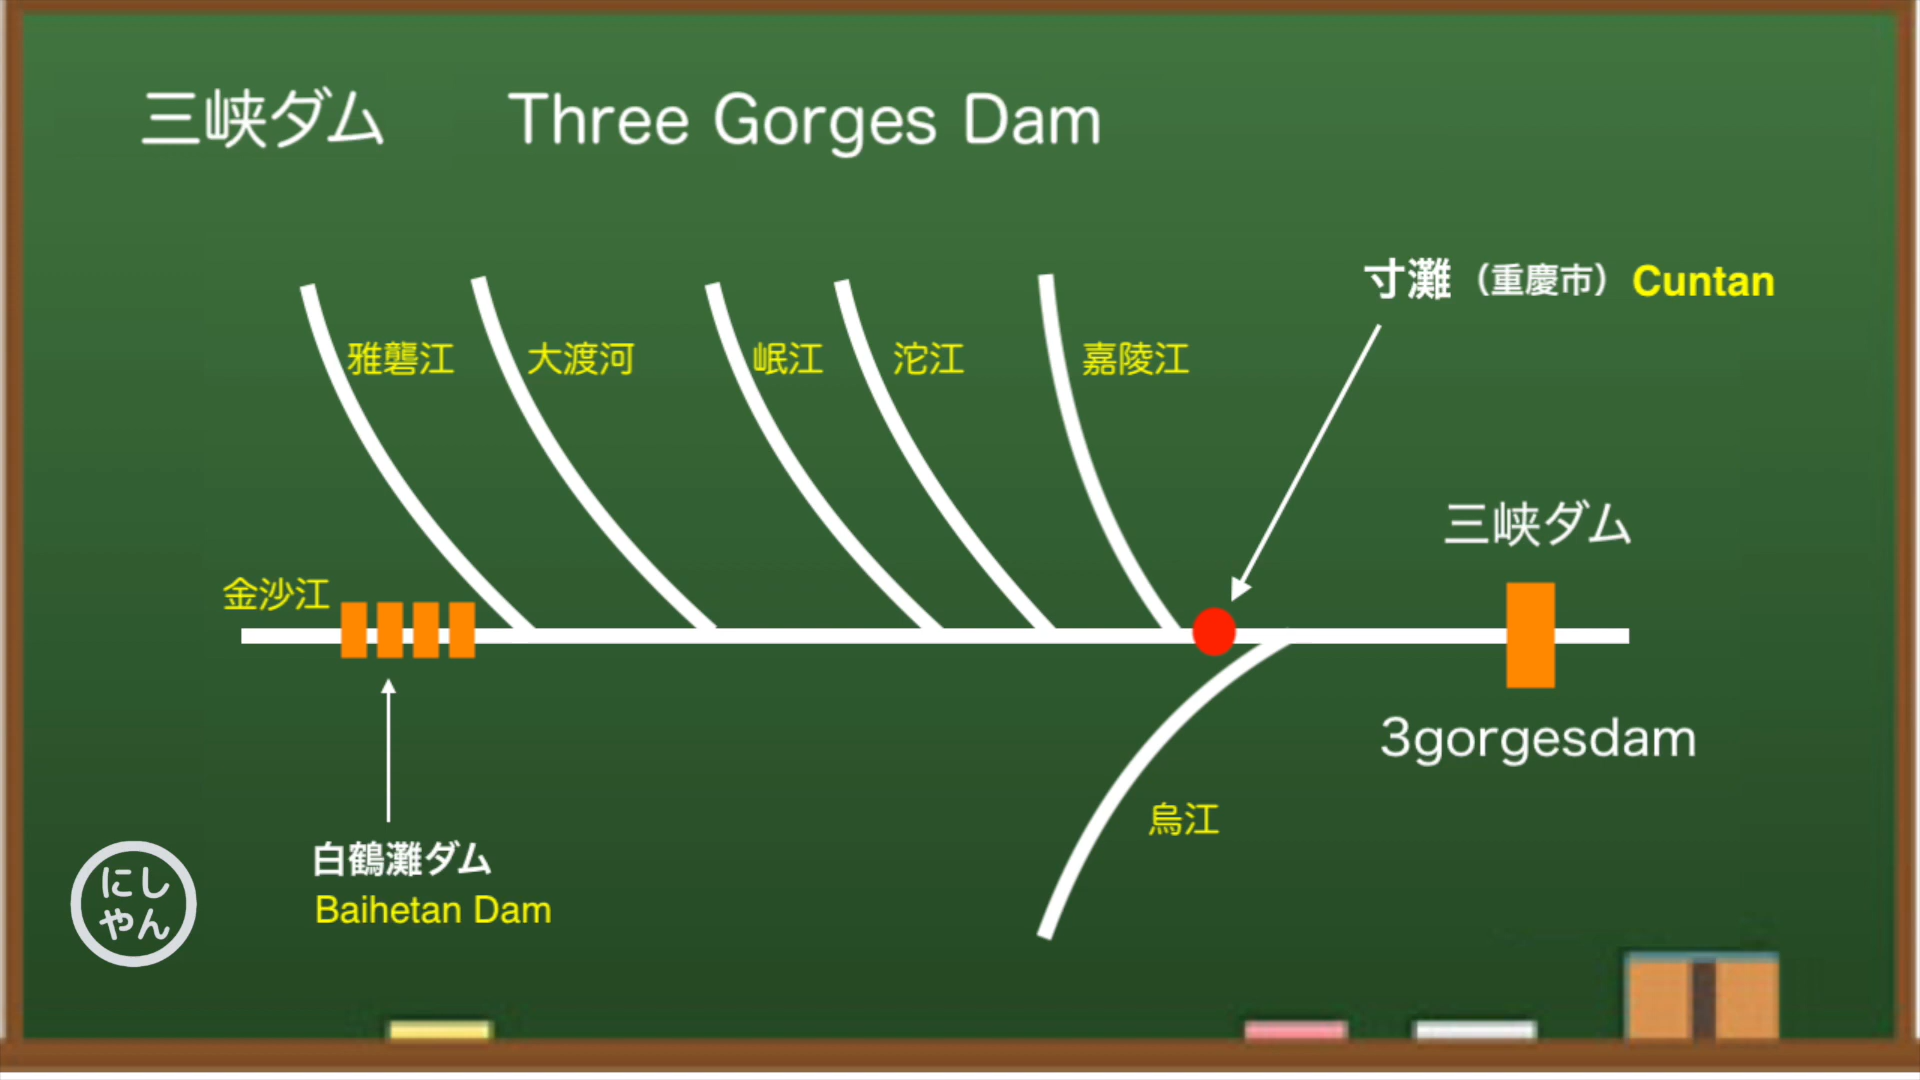 三峡ダム Three Gorges Dam
寸灘（重慶市）Cuntan
雅礱江 大渡河 岷江 沱江 嘉陵江
三峡ダム
金沙江
3gorgesdam
烏江
白鶴灘ダム
Baihetan Dam
にし
やん